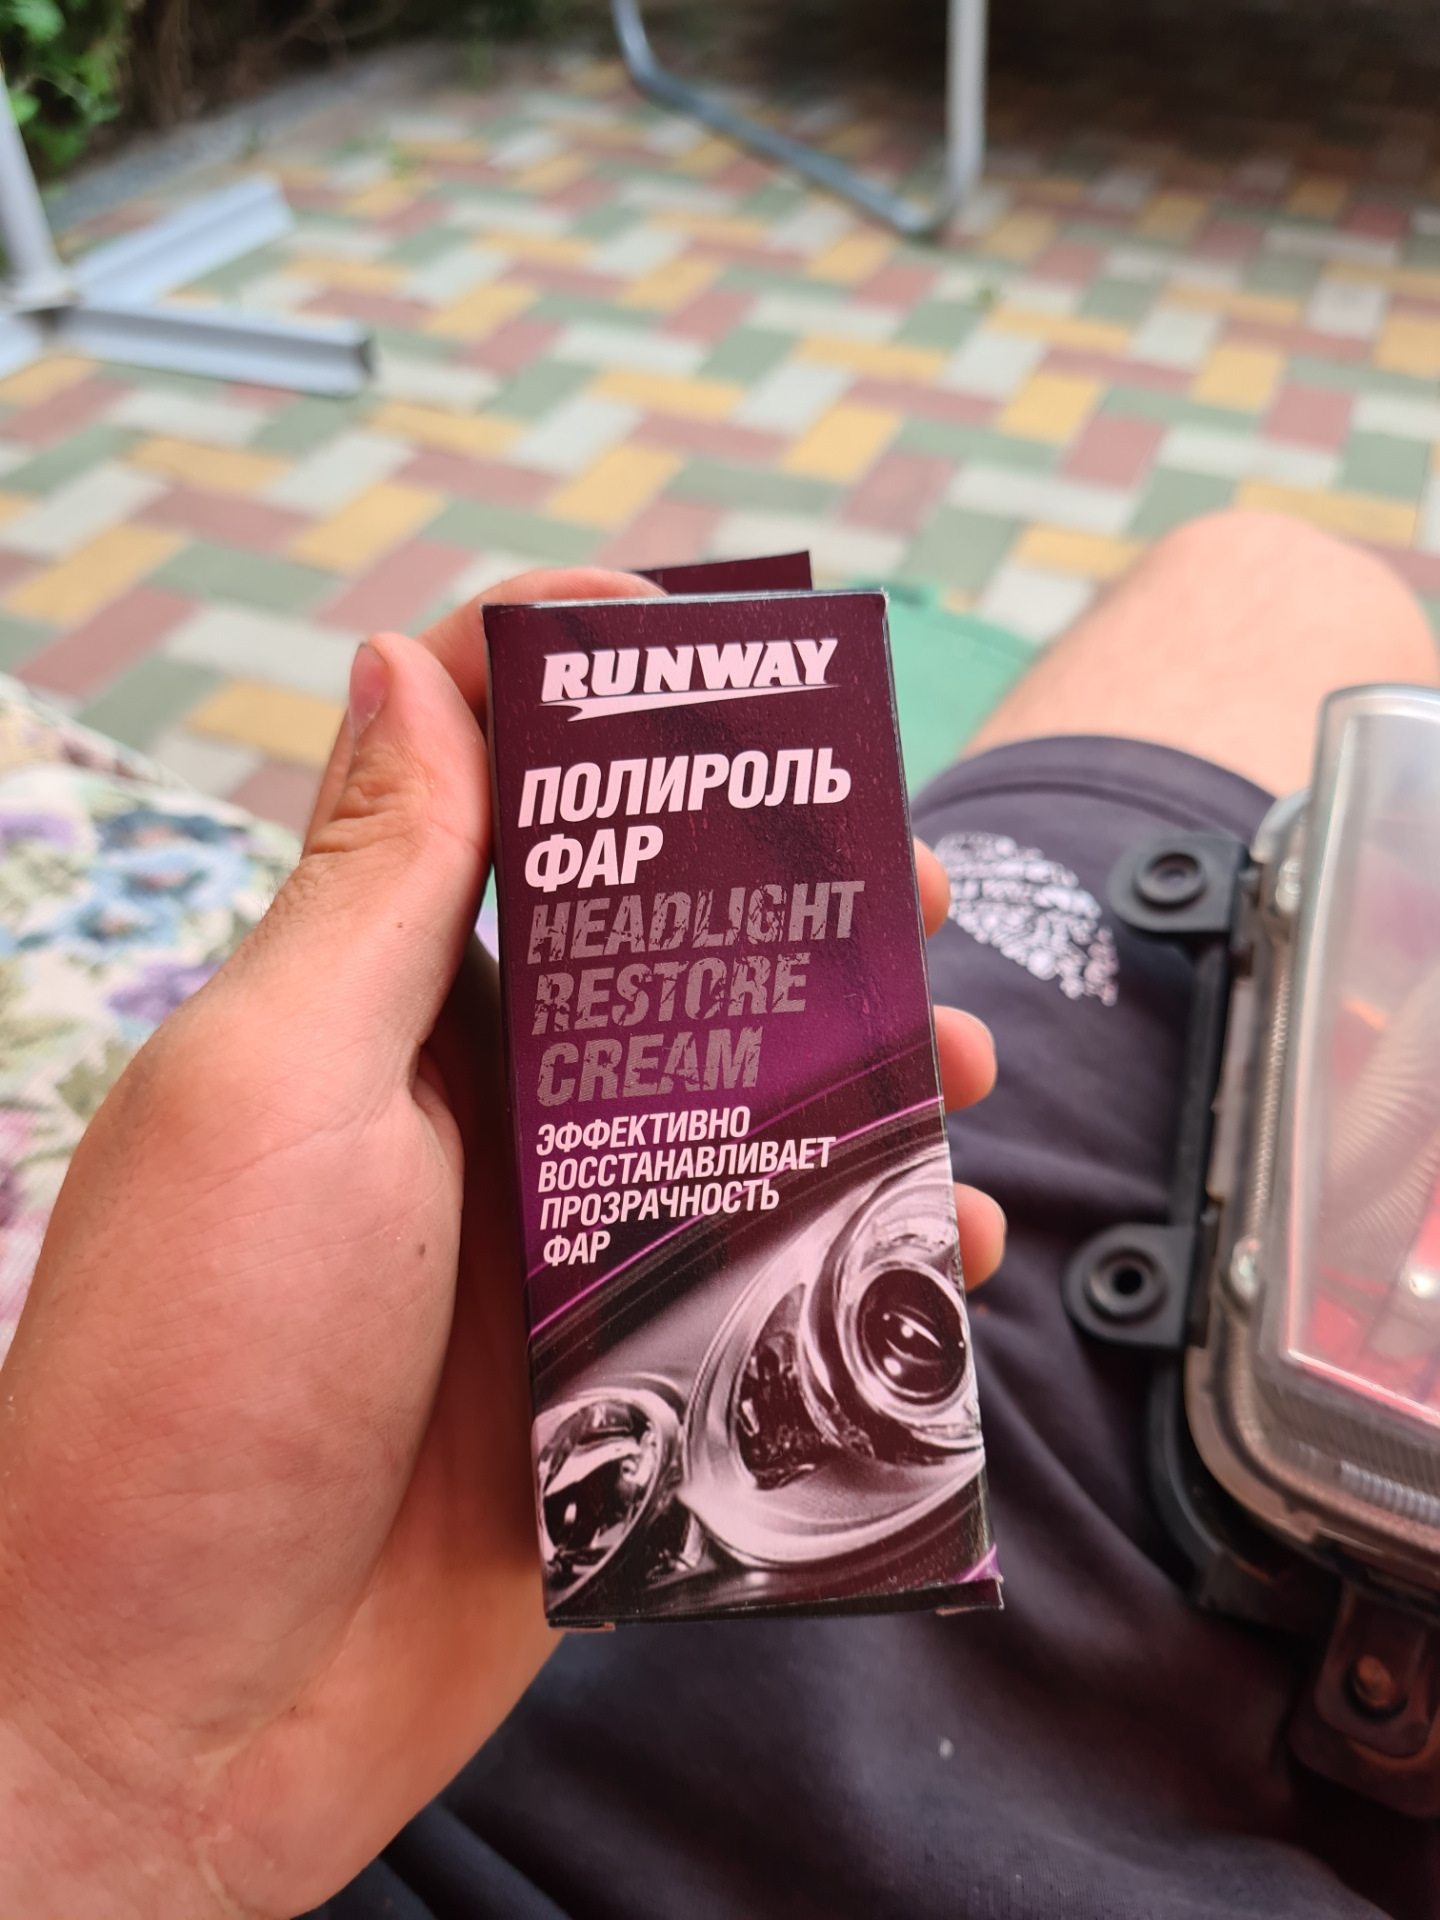 RUNWAY
ПОЛИРОЛЬ
ФАР
HEADLIGHT
RESTORE
CREAM
ЭФФЕКТИВНО
ВОССТАНАВЛИВАЕТ
ПРОЗРАЧНОСТЬ
ФАР